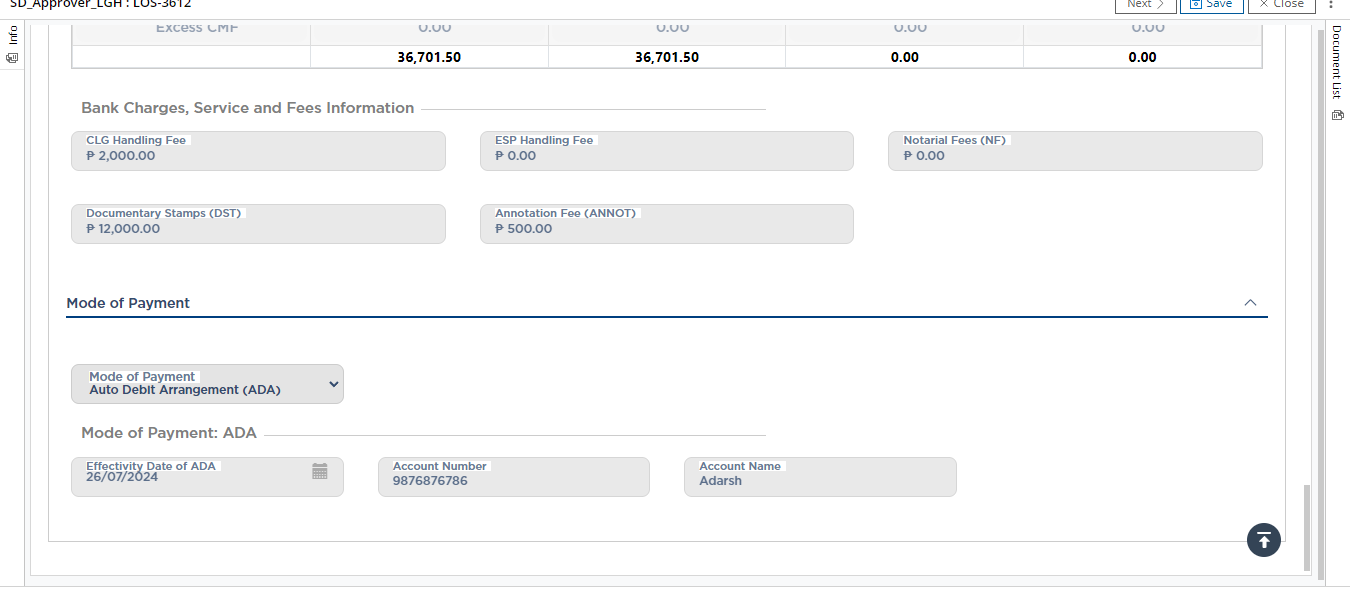 SD_Approver_LGH : LOS-3612
Next
Save
Close
Info
Document List
Excess CMF 0.00 0.00 0.00 0.00
36,701.50 36,701.50 0.00 0.00
Bank Charges, Service and Fees Information
CLG Handling Fee
₱ 2,000.00
ESP Handling Fee
₱ 0.00
Notarial Fees (NF)
₱ 0.00
Documentary Stamps (DST)
₱ 12,000.00
Annotation Fee (ANNOT)
₱ 500.00
Mode of Payment
Mode of Payment
Auto Debit Arrangement (ADA)
Mode of Payment: ADA
Effectivity Date of ADA
26/07/2024
Account Number
9876876786
Account Name
Adarsh